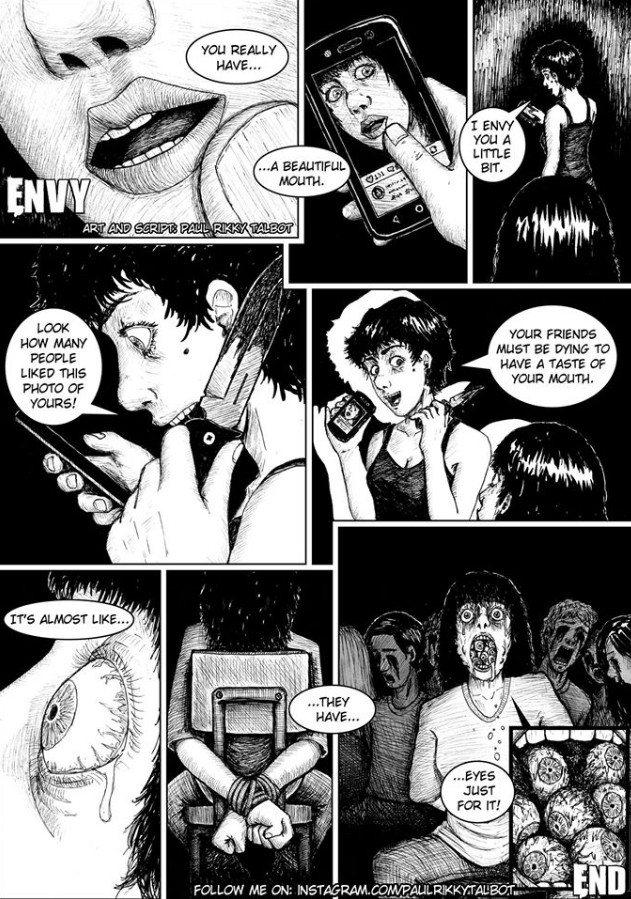 YOU REALLY
HAVE...
...A BEAUTIFUL
MOUTH.
I ENVY
YOU A
LITTLE
BIT.
ENVY
ART AND SCRIPT: PAUL RIKKY TALBOT
LOOK
HOW MANY
PEOPLE
LIKED THIS
PHOTO OF
YOURS!
YOUR FRIENDS
MUST BE DYING TO
HAVE A TASTE OF
YOUR MOUTH.
IT'S ALMOST LIKE...
...THEY
HAVE...
...EYES
JUST
FOR IT!
FOLLOW ME ON: INSTAGRAM.COM/PAULRIKKYTALBOT
END